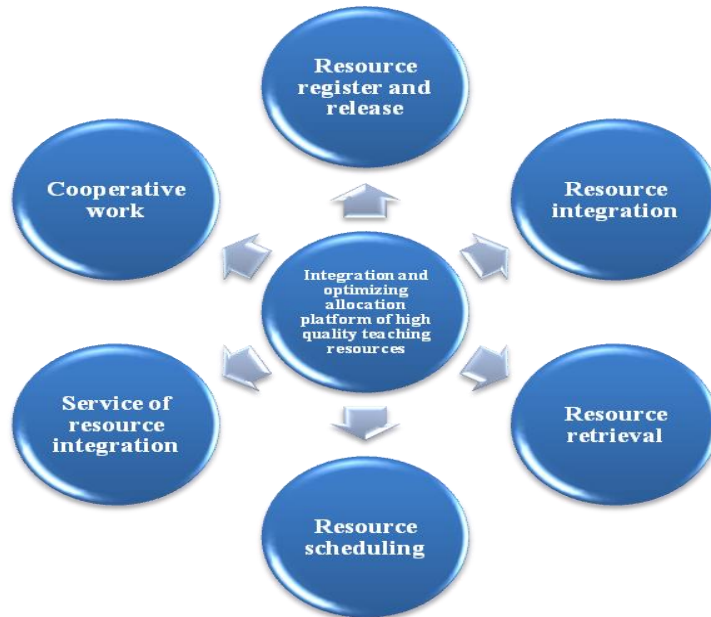 Resource
register and
release
Cooperative
work
Resource
integration
Integration and
optimizing
allocation
platform of high
quality teaching
resources
Service of
resource
integration
Resource
retrieval
Resource
scheduling